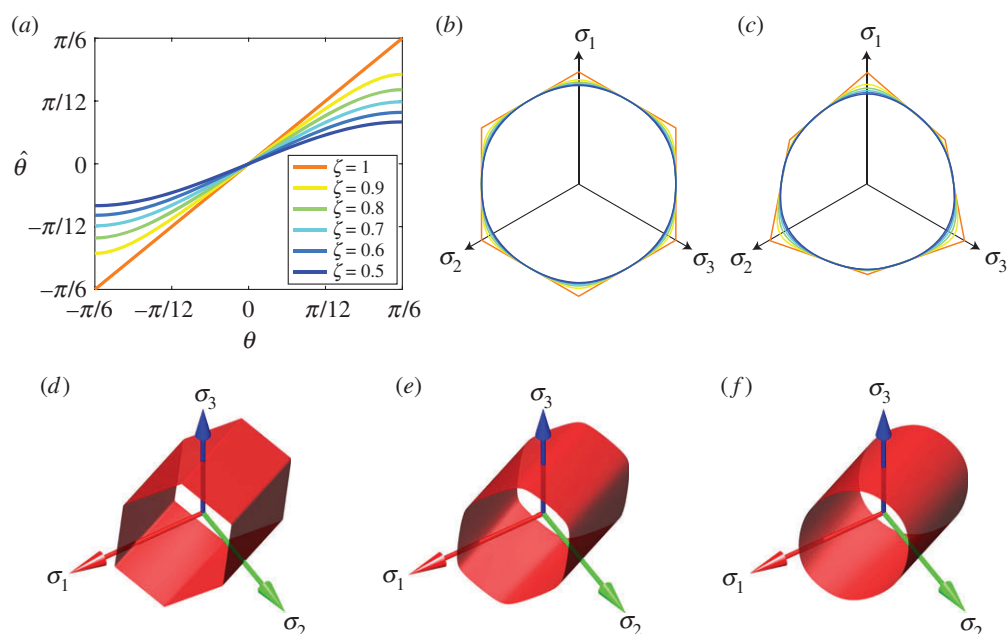 (a)
π/6
π/12
0
−π/12
−π/6
θ̂
ζ = 1
ζ = 0.9
ζ = 0.8
ζ = 0.7
ζ = 0.6
ζ = 0.5
−π/6 −π/12 0 π/12 π/6
θ
(b)
σ1
σ2
σ3
(c)
σ1
σ2
σ3
(d)
σ3
σ1
σ2
(e)
σ3
σ1
σ2
(f)
σ3
σ1
σ2